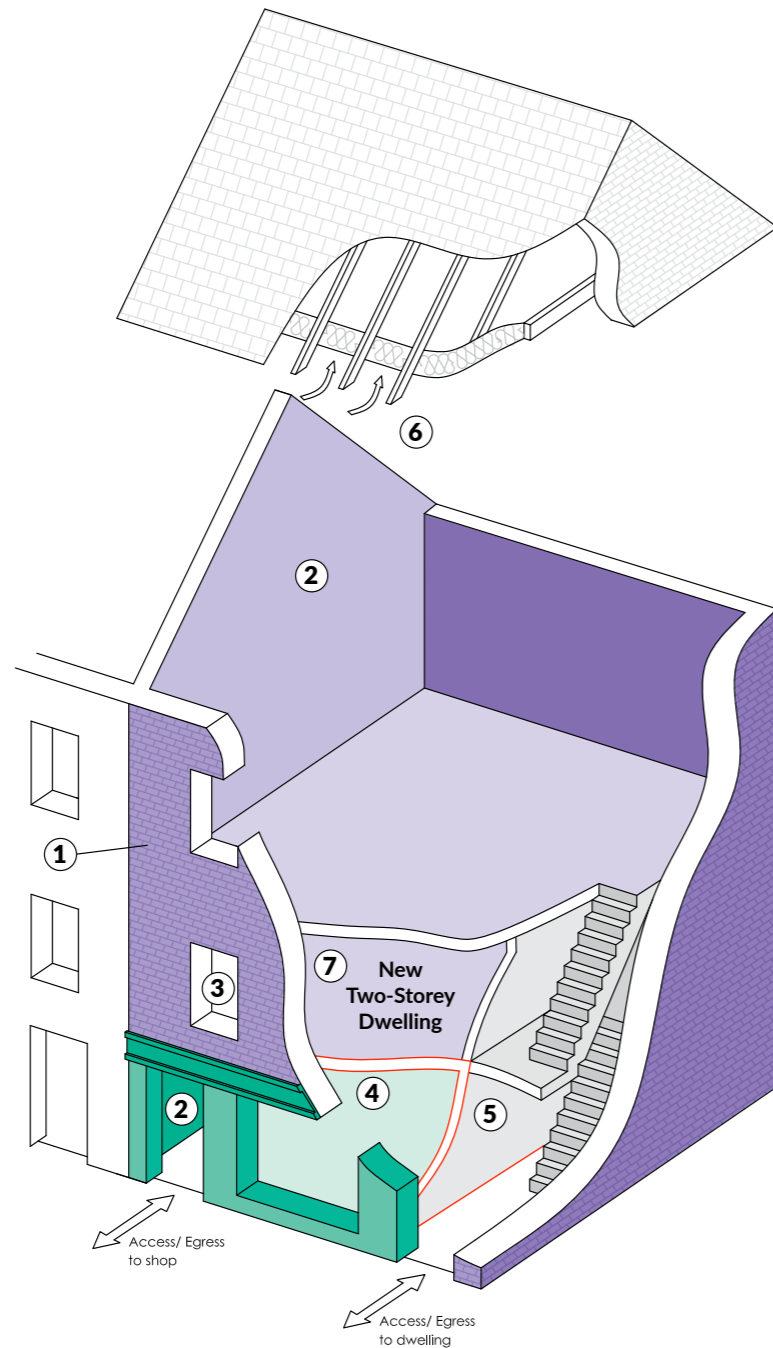 6
2
1
3
7
New
Two-Storey
Dwelling
4
2
5
Access/ Egress
to shop
Access/ Egress
to dwelling